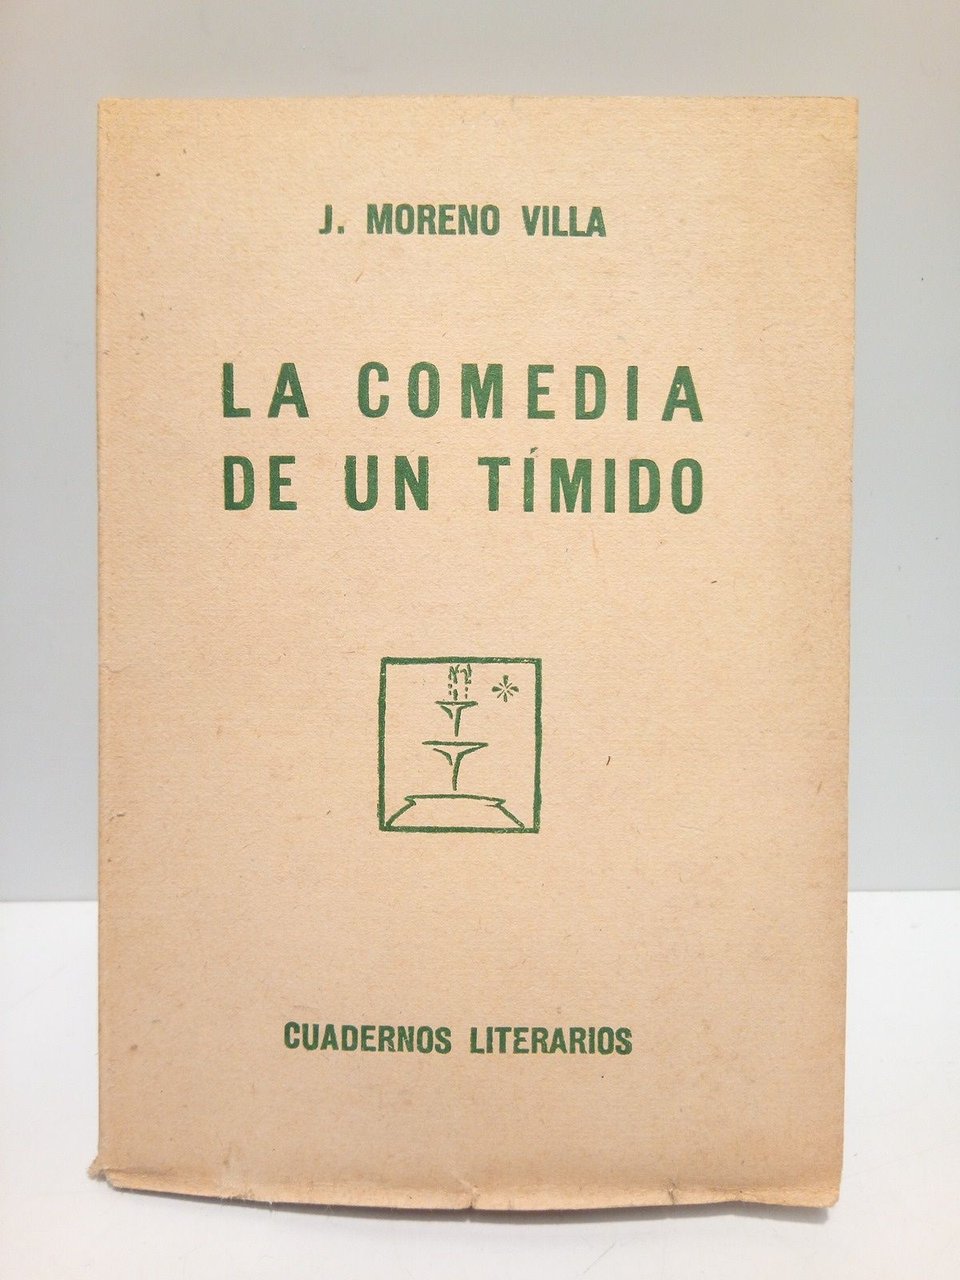 J. MORENO VILLA
LA COMEDIA
DE UN TÍMIDO
CUADERNOS LITERARIOS